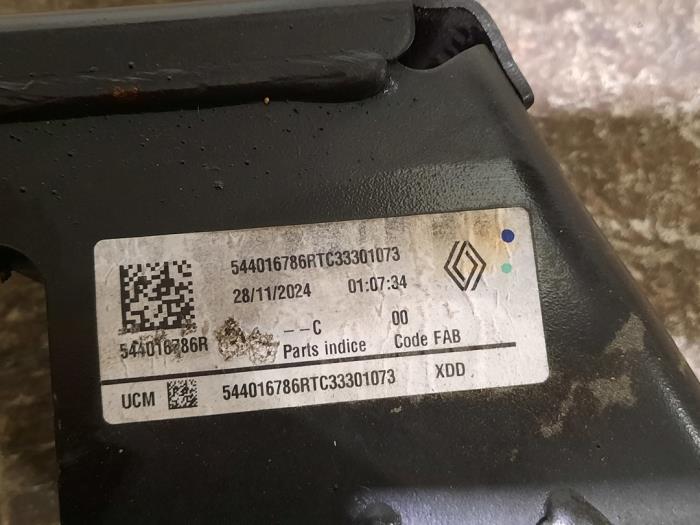 544016786RTC33301073
28/11/2024 01:07:34
544016786R
--C 00
Parts indice Code FAB
UCM 544016786RTC33301073 XDD